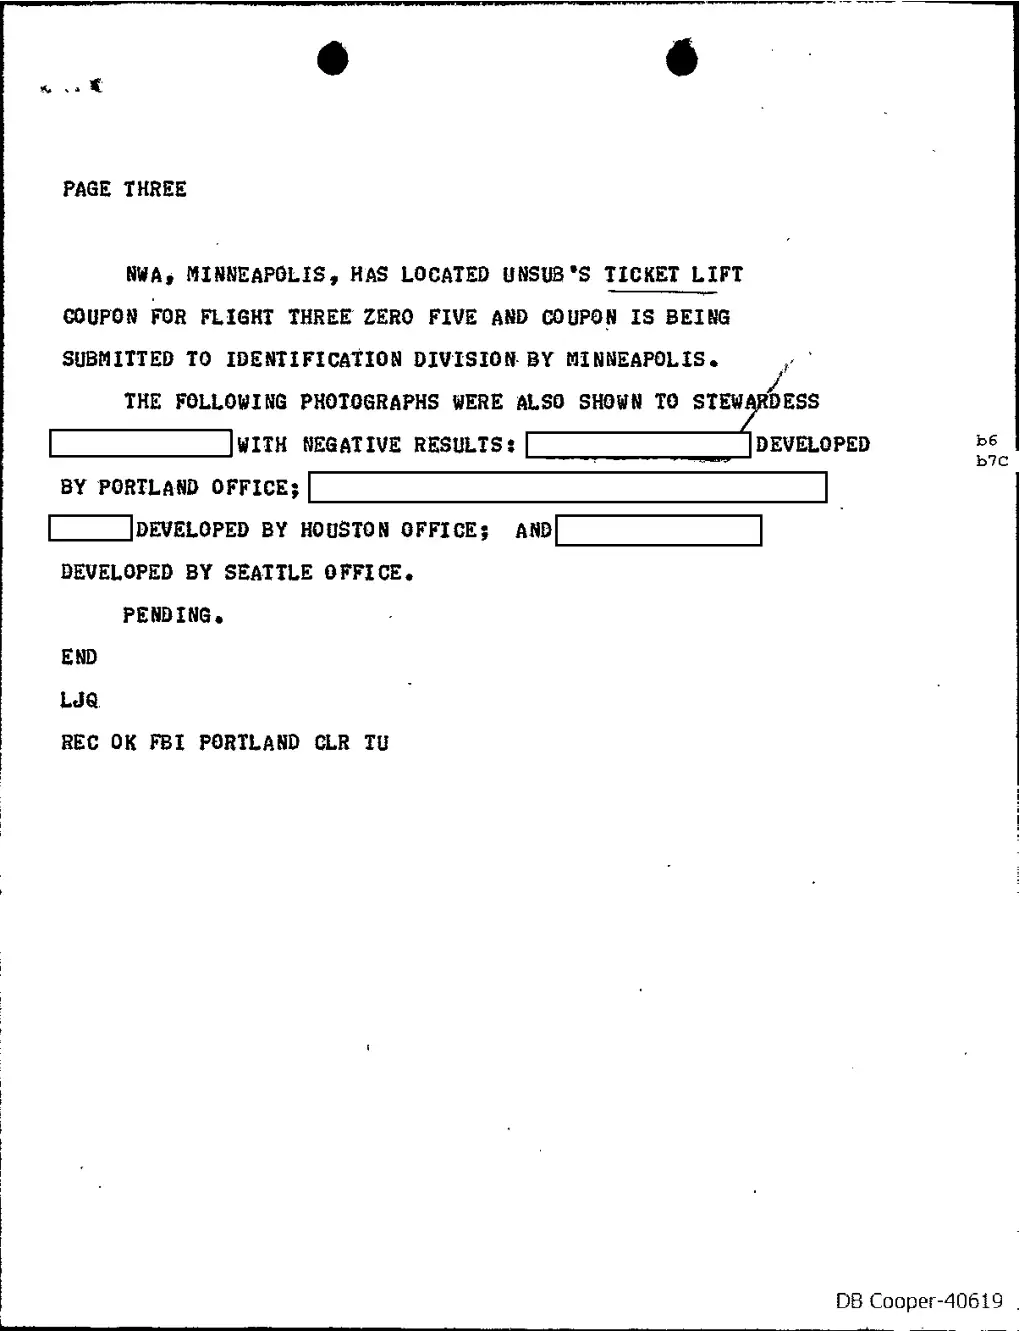 PAGE THREE
NWA, MINNEAPOLIS, HAS LOCATED UNSUB'S TICKET LIFT
COUPON FOR FLIGHT THREE ZERO FIVE AND COUPON IS BEING
SUBMITTED TO IDENTIFICATION DIVISION BY MINNEAPOLIS.
THE FOLLOWING PHOTOGRAPHS WERE ALSO SHOWN TO STEWARDESS
WITH NEGATIVE RESULTS: DEVELOPED
b6
b7C
BY PORTLAND OFFICE;
DEVELOPED BY HOUSTON OFFICE; AND
DEVELOPED BY SEATTLE OFFICE.
PENDING.
END
LJQ
REC OK FBI PORTLAND CLR TU
DB Cooper-40619